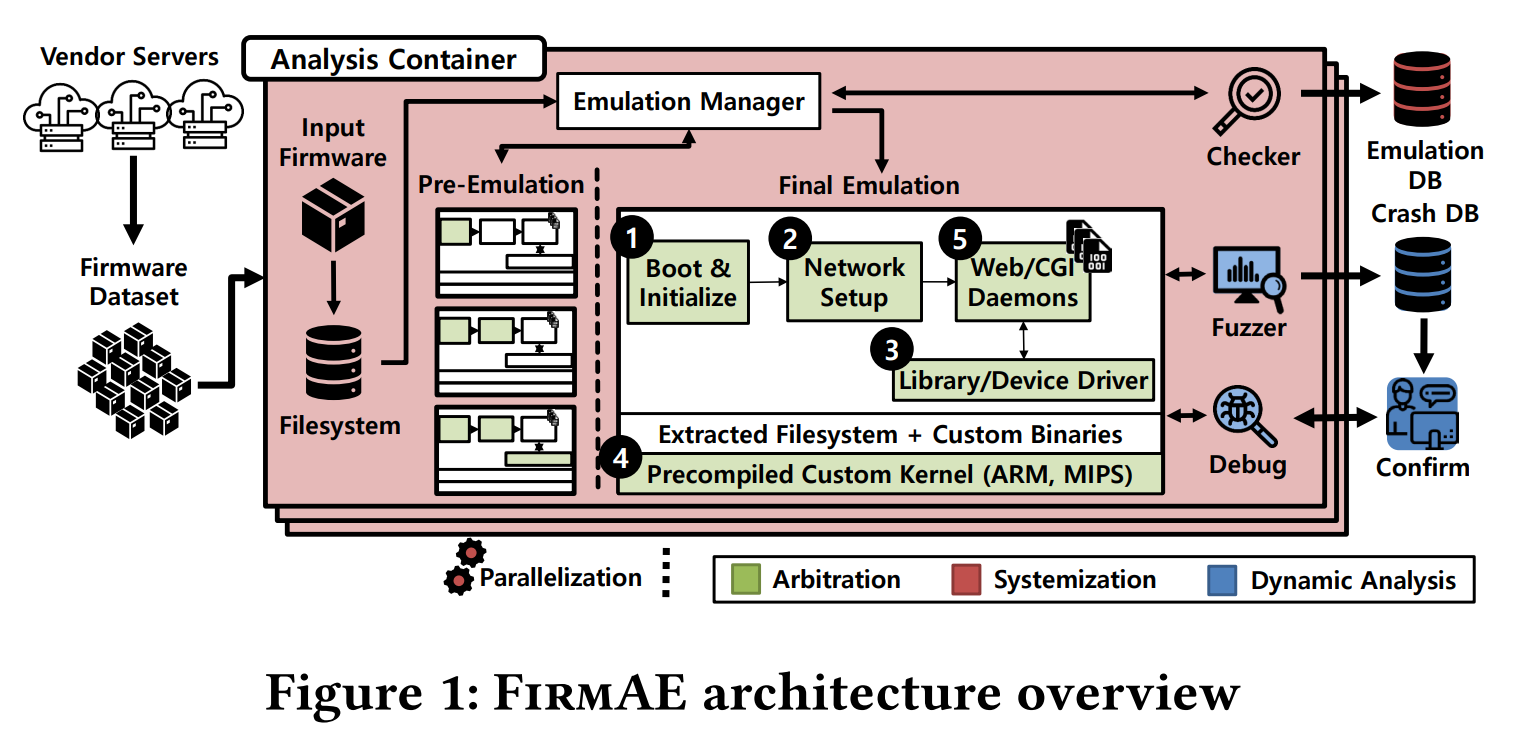 Vendor Servers
Analysis Container
Emulation Manager
Input
Firmware
Checker
Emulation
DB
Pre-Emulation
Final Emulation
Crash DB
Firmware
Dataset
1
Boot &
Initialize
2
Network
Setup
5
Web/CGI
Daemons
100
001
Fuzzer
3
Library/Device Driver
Filesystem
Extracted Filesystem + Custom Binaries
4
Precompiled Custom Kernel (ARM, MIPS)
Debug
Confirm
Parallelization
Arbitration
Systemization
Dynamic Analysis
Figure 1: FIRMAE architecture overview